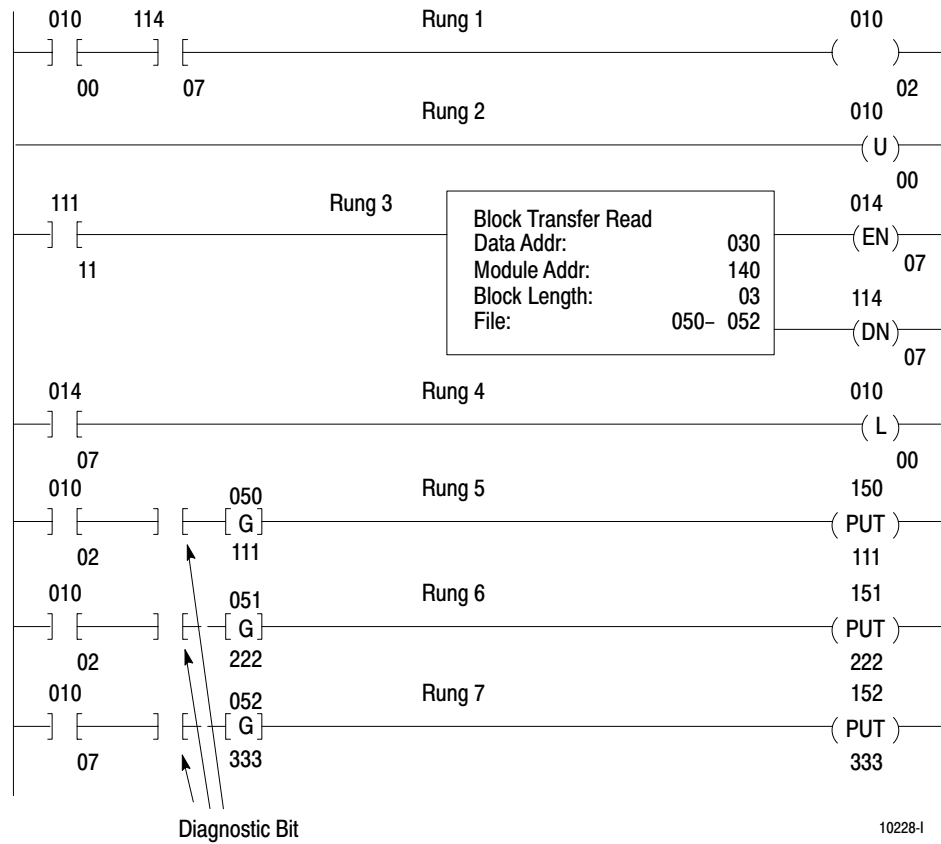 010 114 Rung 1 010
00 07 02
Rung 2 010
U
00
111 Rung 3 014
Block Transfer Read
Data Addr: 030
EN
11 07
Module Addr: 140
Block Length: 03 114
File: 050– 052
DN
07
014 Rung 4 010
L
07 00
010 050 Rung 5 150
G PUT
02 111 111
010 051 Rung 6 151
G PUT
02 222 222
010 052 Rung 7 152
G PUT
07 333 333
Diagnostic Bit 10228-I